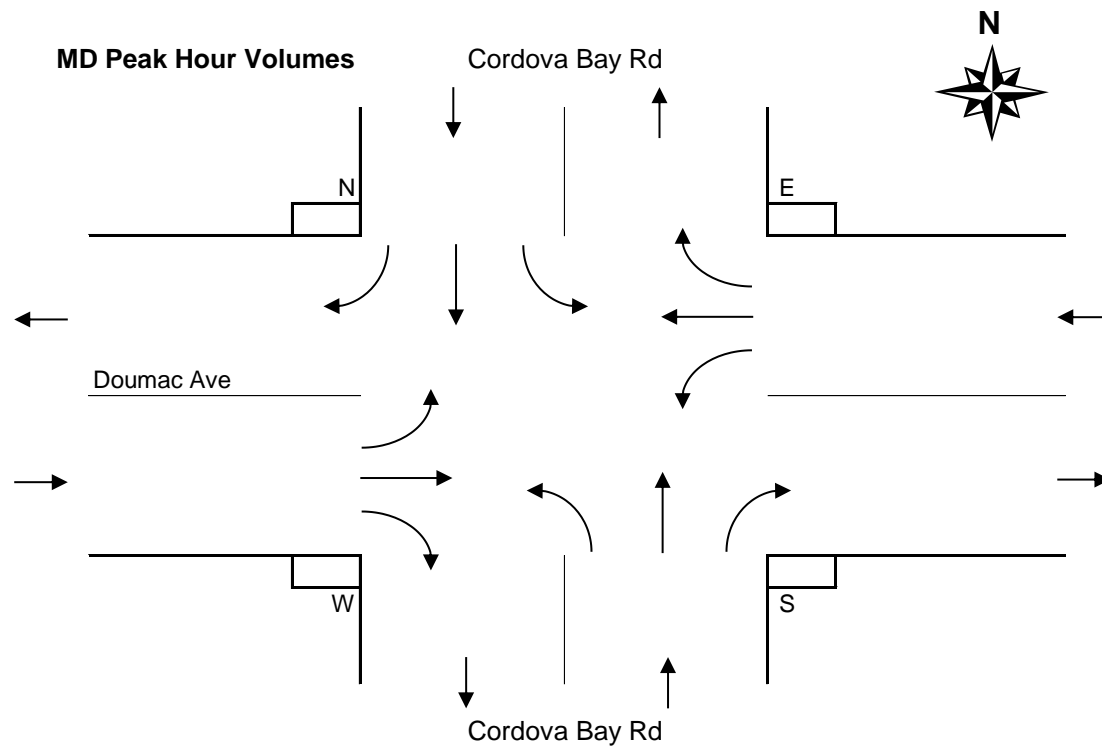 N
MD Peak Hour Volumes Cordova Bay Rd
N E
Doumac Ave
W S
Cordova Bay Rd